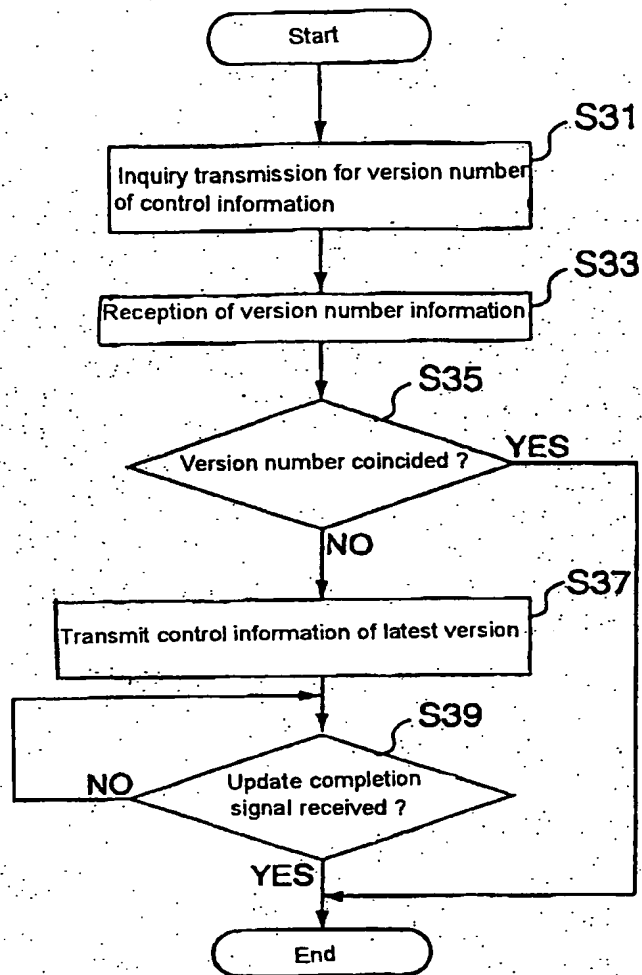 Start
S31
Inquiry transmission for version number
of control information
S33
Reception of version number information
S35
Version number coincided ?
YES
NO
S37
Transmit control information of latest version
S39
Update completion
signal received ?
NO
YES
End